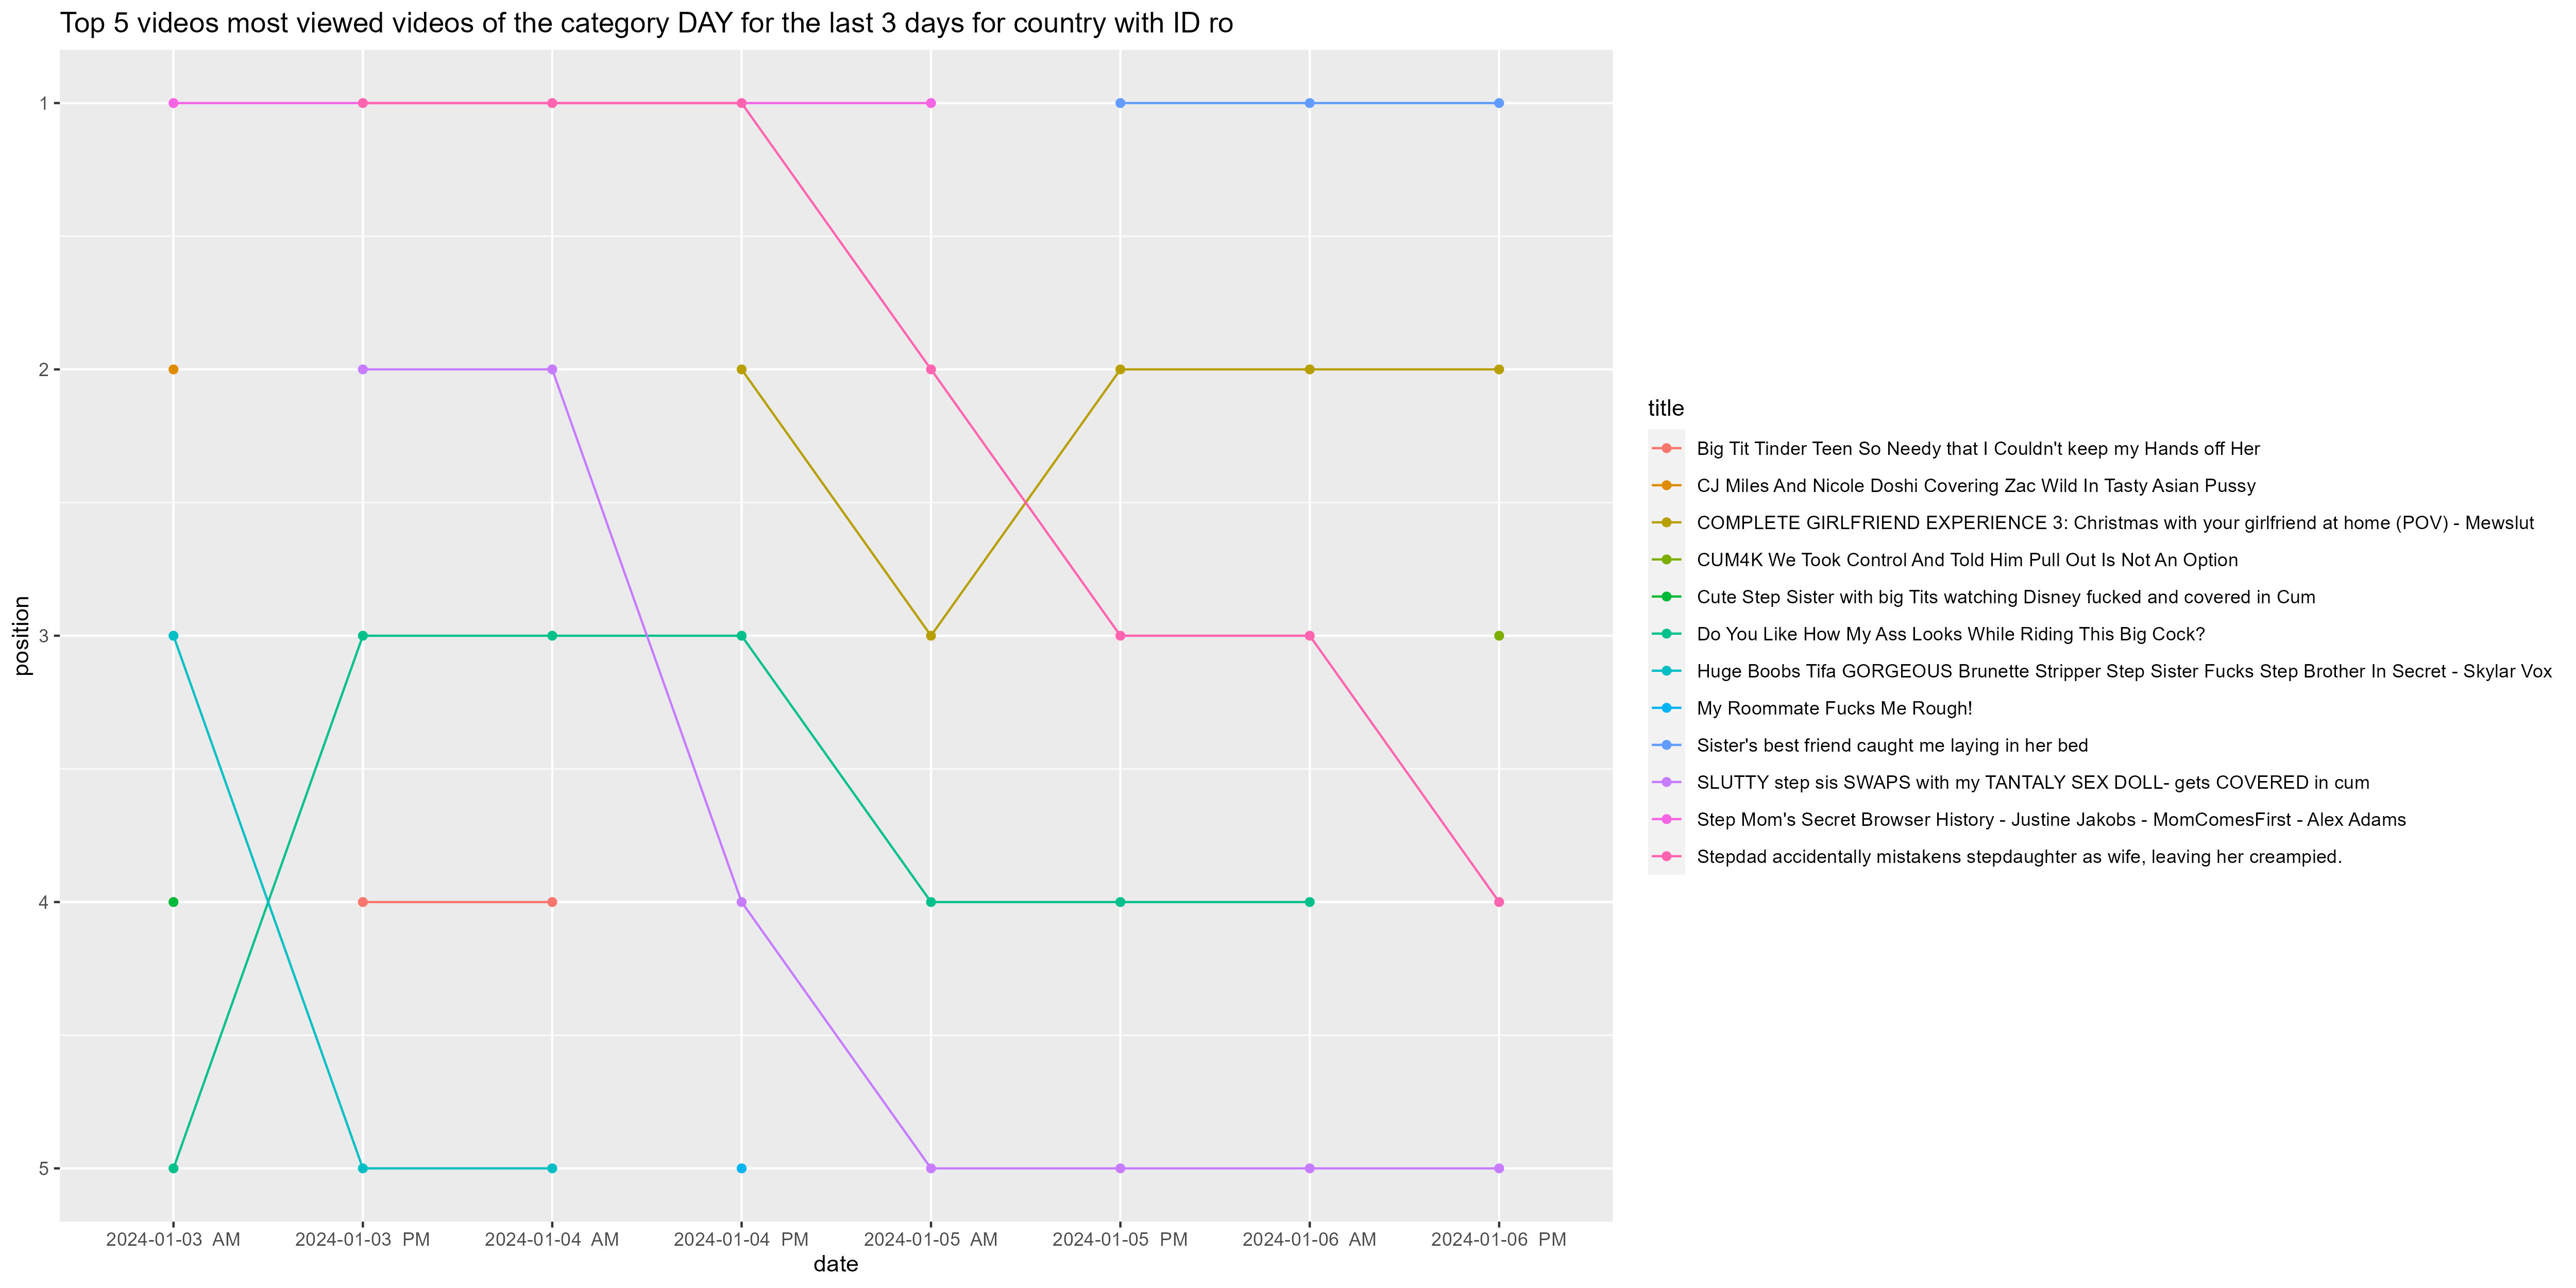 Top 5 videos most viewed videos of the category DAY for the last 3 days for country with ID ro
position
1
2
3
4
5
2024-01-03 AM
2024-01-03 PM
2024-01-04 AM
2024-01-04 PM
2024-01-05 AM
2024-01-05 PM
2024-01-06 AM
2024-01-06 PM
date
title
Big Tit Tinder Teen So Needy that I Couldn't keep my Hands off Her
CJ Miles And Nicole Doshi Covering Zac Wild In Tasty Asian Pussy
COMPLETE GIRLFRIEND EXPERIENCE 3: Christmas with your girlfriend at home (POV) - Mewslut
CUM4K We Took Control And Told Him Pull Out Is Not An Option
Cute Step Sister with big Tits watching Disney fucked and covered in Cum
Do You Like How My Ass Looks While Riding This Big Cock?
Huge Boobs Tifa GORGEOUS Brunette Stripper Step Sister Fucks Step Brother In Secret - Skylar Vox
My Roommate Fucks Me Rough!
Sister's best friend caught me laying in her bed
SLUTTY step sis SWAPS with my TANTALY SEX DOLL- gets COVERED in cum
Step Mom's Secret Browser History - Justine Jakobs - MomComesFirst - Alex Adams
Stepdad accidentally mistakens stepdaughter as wife, leaving her creampied.